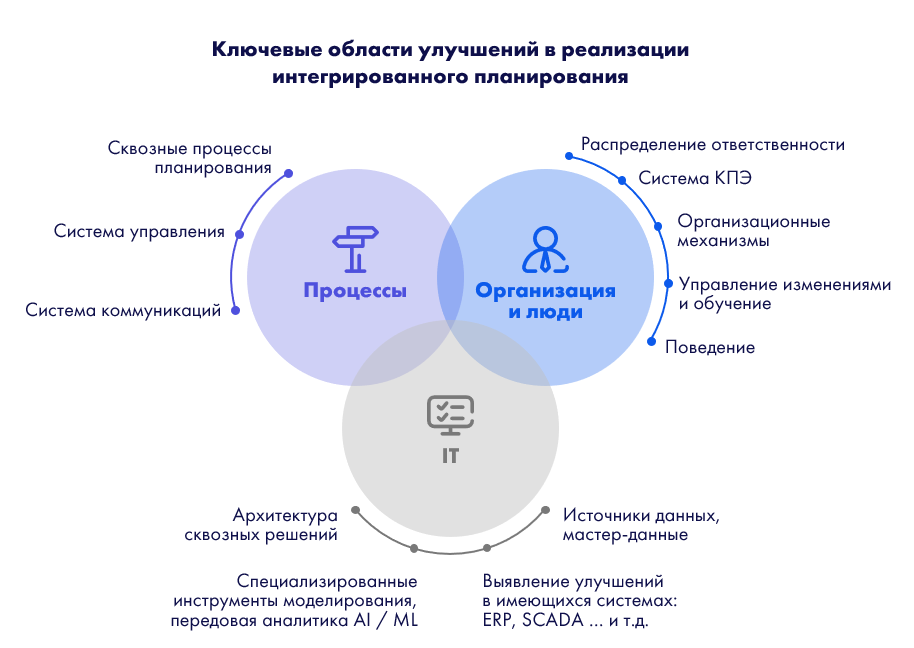 Ключевые области улучшений в реализации
интегрированного планирования
Сквозные процессы
планирования
Система управления
Система коммуникаций
Процессы
Распределение ответственности
Система КПЭ
Организационные
механизмы
Управление изменениями
и обучение
Поведение
Организация
и люди
IT
Архитектура
сквозных решений
Специализированные
инструменты моделирования,
передовая аналитика AI / ML
Источники данных,
мастер-данные
Выявление улучшений
в имеющихся системах:
ERP, SCADA ... и т.д.